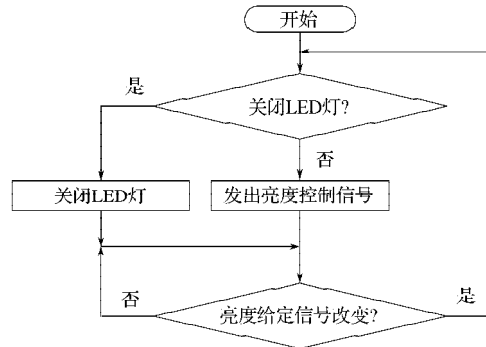 开始
是
关闭LED灯?
否
关闭LED灯
发出亮度控制信号
否
亮度给定信号改变?
是